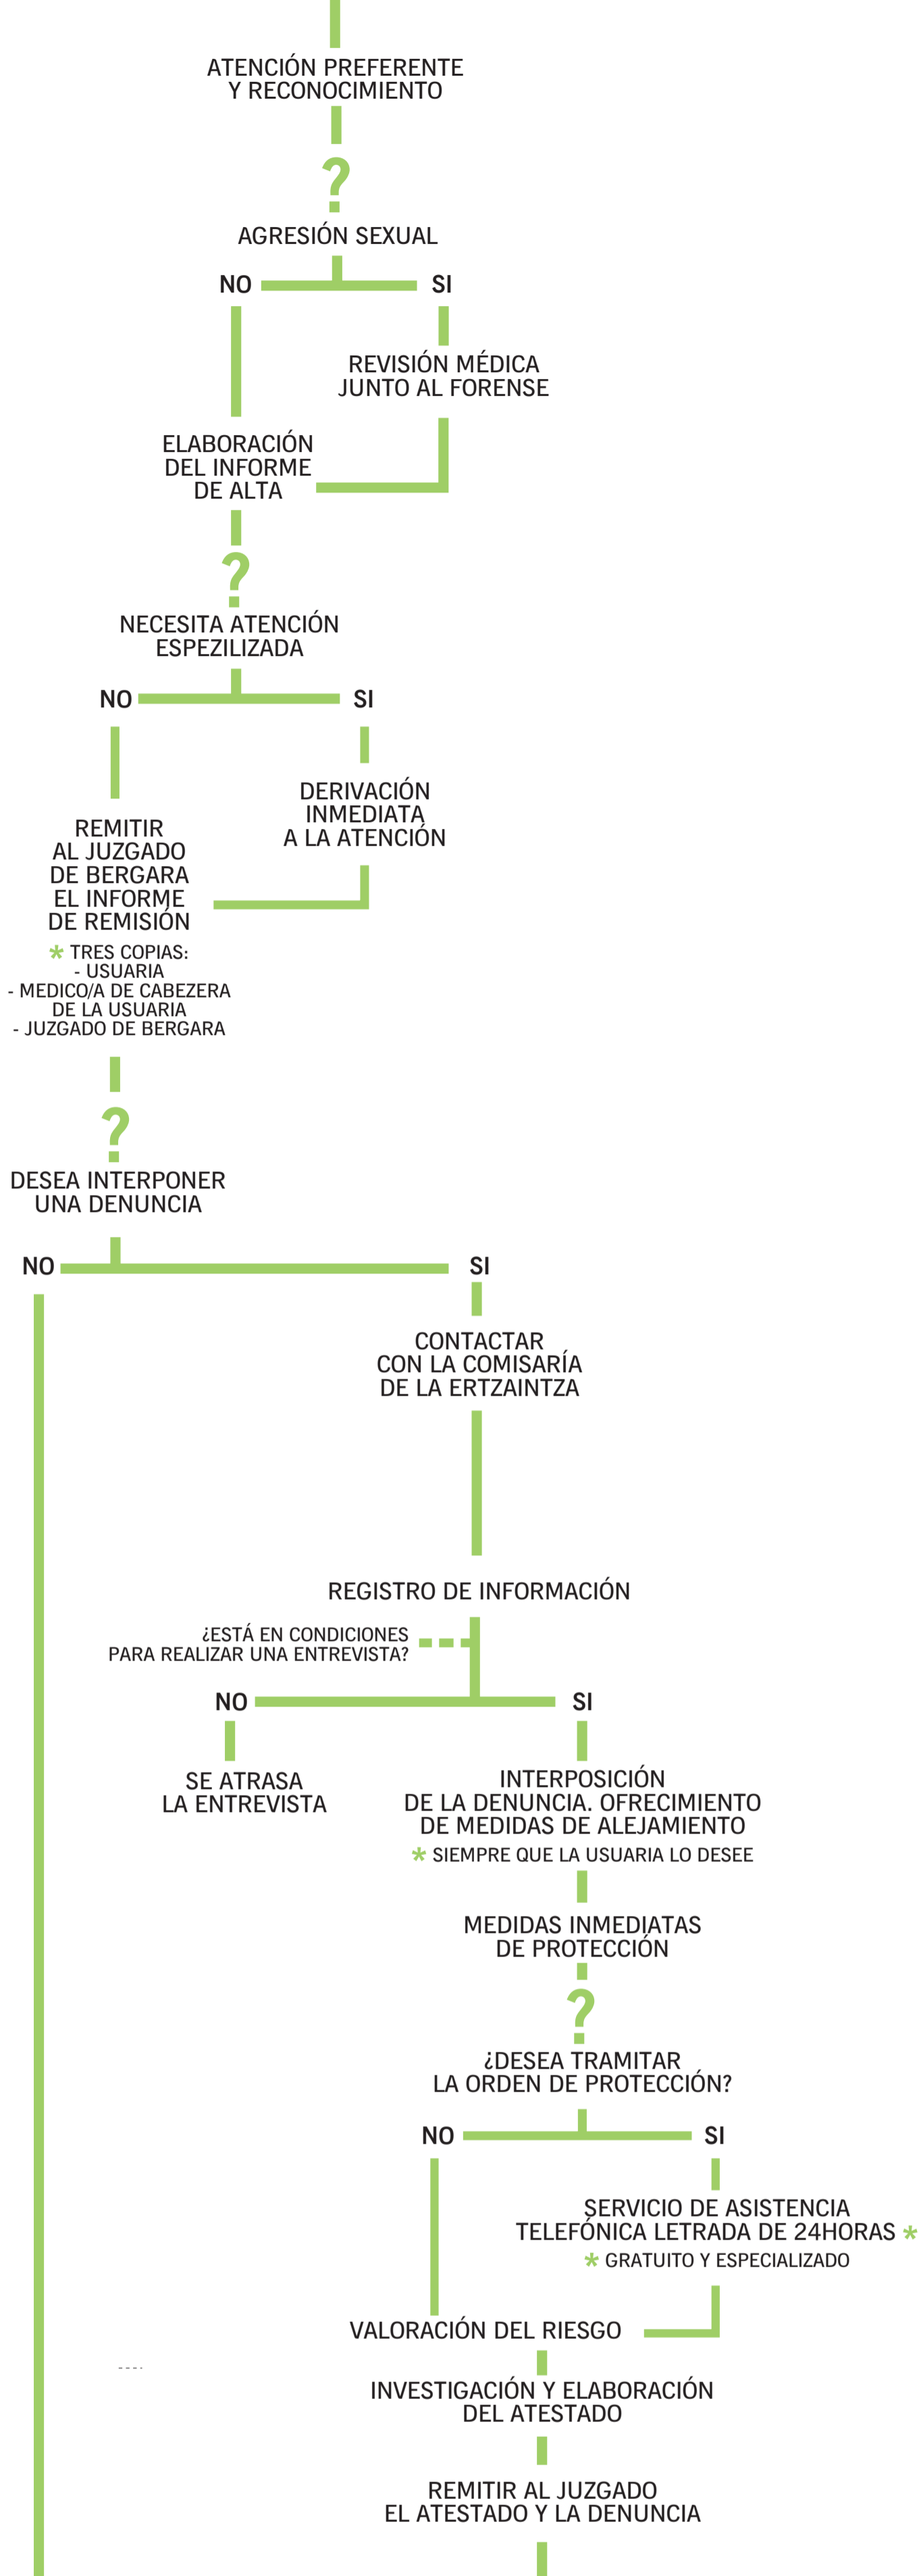 ATENCIÓN PREFERENTE
Y RECONOCIMIENTO
?
AGRESIÓN SEXUAL
NO
SI
REVISIÓN MÉDICA
JUNTO AL FORENSE
ELABORACIÓN
DEL INFORME
DE ALTA
?
NECESITA ATENCIÓN
ESPEZILIZADA
NO
SI
DERIVACIÓN
INMEDIATA
A LA ATENCIÓN
REMITIR
AL JUZGADO
DE BERGARA
EL INFORME
DE REMISIÓN
* TRES COPIAS:
- USUARIA
- MEDICO/A DE CABEZERA
DE LA USUARIA
- JUZGADO DE BERGARA
?
DESEA INTERPONER
UNA DENUNCIA
NO
SI
CONTACTAR
CON LA COMISARÍA
DE LA ERTZAINTZA
REGISTRO DE INFORMACIÓN
¿ESTÁ EN CONDICIONES
PARA REALIZAR UNA ENTREVISTA?
NO
SI
SE ATRASA
LA ENTREVISTA
INTERPOSICIÓN
DE LA DENUNCIA. OFRECIMIENTO
DE MEDIDAS DE ALEJAMIENTO
* SIEMPRE QUE LA USUARIA LO DESEE
MEDIDAS INMEDIATAS
DE PROTECCIÓN
?
¿DESEA TRAMITAR
LA ORDEN DE PROTECCIÓN?
NO
SI
SERVICIO DE ASISTENCIA
TELEFÓNICA LETRADA DE 24HORAS *
* GRATUITO Y ESPECIALIZADO
VALORACIÓN DEL RIESGO
INVESTIGACIÓN Y ELABORACIÓN
DEL ATESTADO
REMITIR AL JUZGADO
EL ATESTADO Y LA DENUNCIA